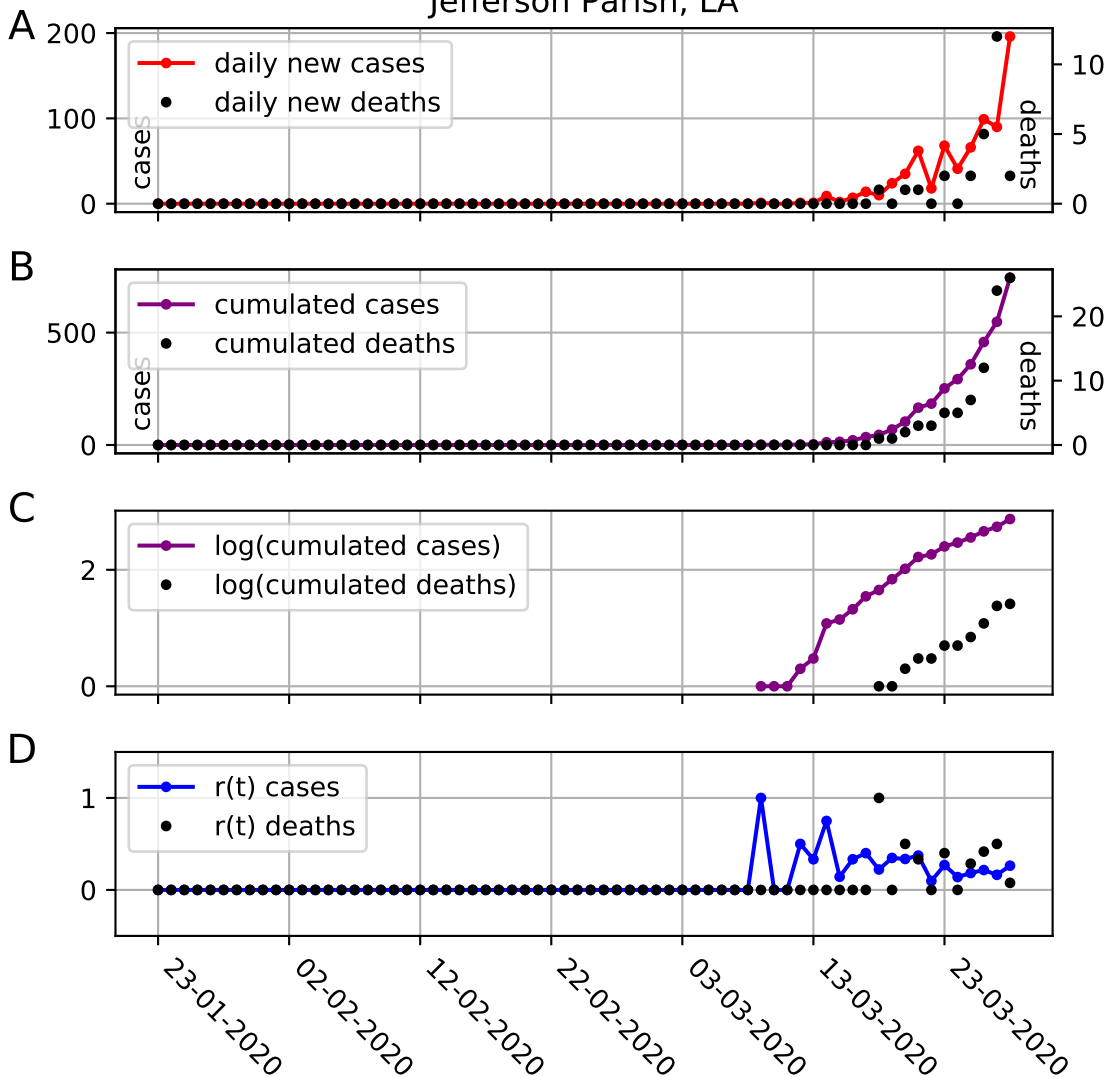 Jefferson Parish, LA
A
200
100
0
cases
daily new cases
daily new deaths
10
5
0
deaths
B
500
0
cases
cumulated cases
cumulated deaths
20
10
0
deaths
C
2
0
log(cumulated cases)
log(cumulated deaths)
D
1
0
r(t) cases
r(t) deaths
23-01-2020
02-02-2020
12-02-2020
22-02-2020
03-03-2020
13-03-2020
23-03-2020